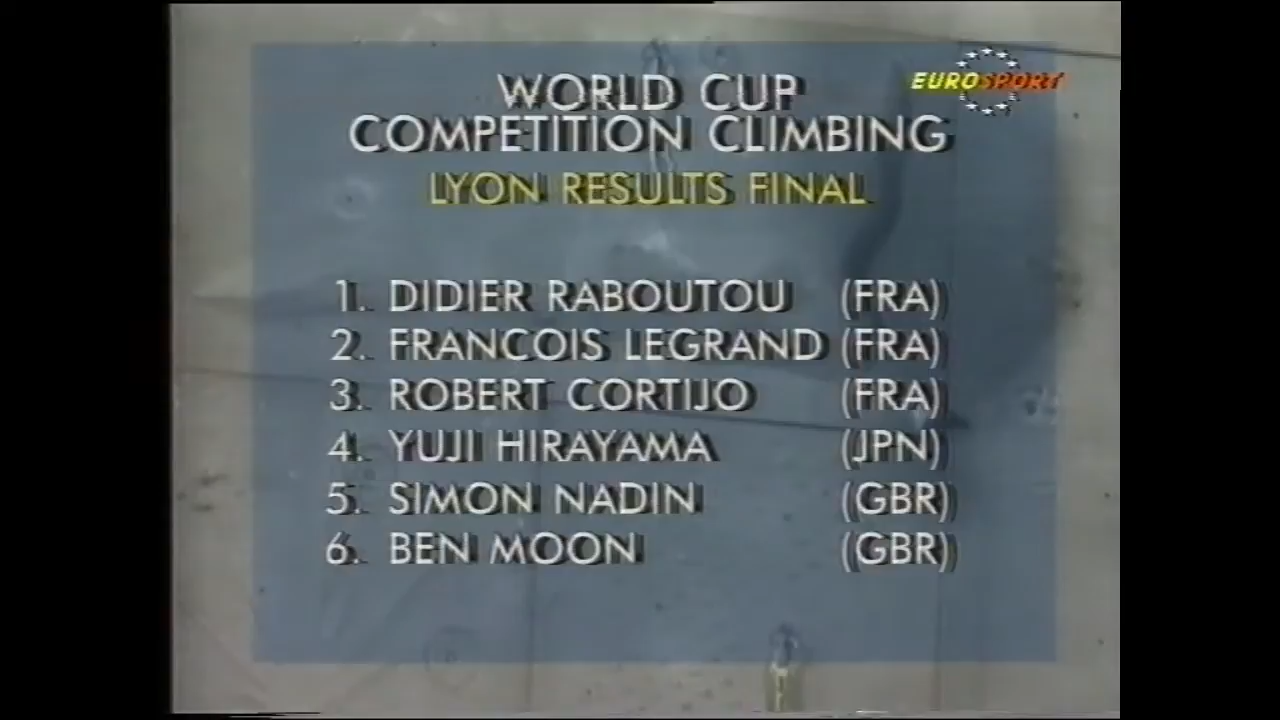 WORLD CUP
EUROSPORT
COMPETITION CLIMBING
LYON RESULTS FINAL
1. DIDIER RABOUTOU (FRA)
2. FRANCOIS LEGRAND (FRA)
3. ROBERT CORTIJO (FRA)
4. YUJI HIRAYAMA (JPN)
5. SIMON NADIN (GBR)
6. BEN MOON (GBR)